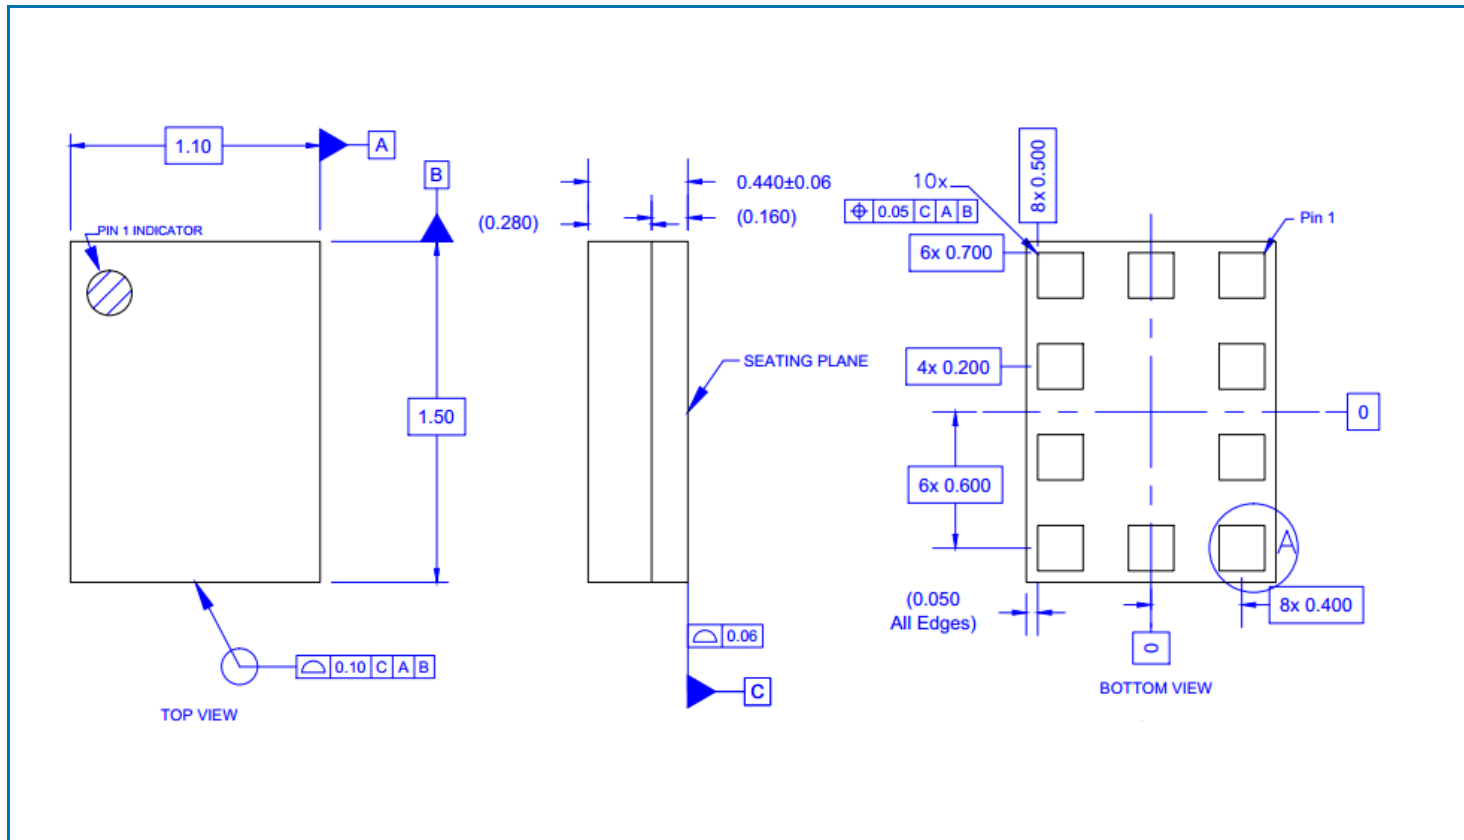 1.10
A
B
PIN 1 INDICATOR
1.50
0.10 C A B
TOP VIEW
0.440±0.06
(0.280)
(0.160)
SEATING PLANE
0.06
C
10x
0.05 C A B
8x 0.500
Pin 1
6x 0.700
4x 0.200
0
6x 0.600
A
(0.050
All Edges)
8x 0.400
0
BOTTOM VIEW